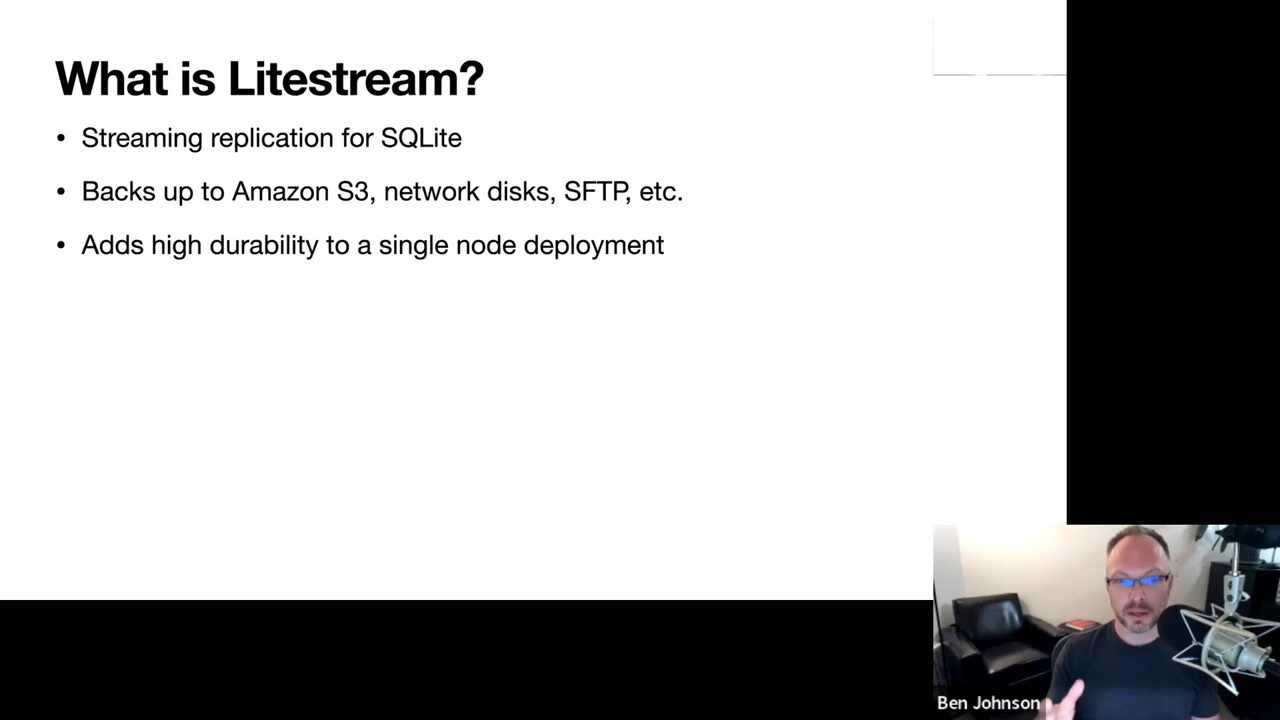 What is Litestream?
• Streaming replication for SQLite
• Backs up to Amazon S3, network disks, SFTP, etc.
• Adds high durability to a single node deployment
Ben Johnson